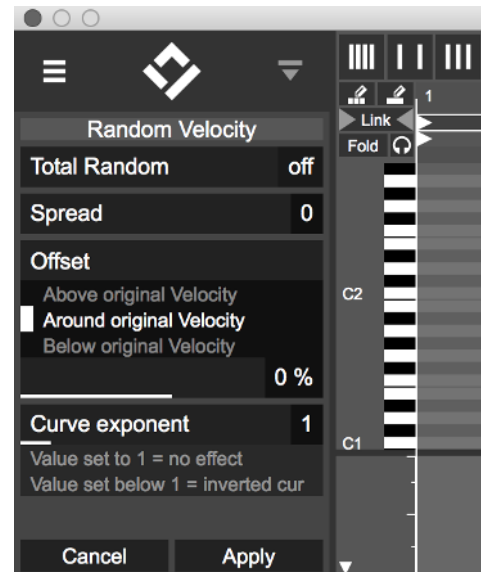 Random Velocity
Total Random off
Spread 0
Offset
Above original Velocity
Around original Velocity
Below original Velocity
0 %
Curve exponent 1
Value set to 1 = no effect
Value set below 1 = inverted cur
Cancel Apply
1
Link
Fold
C2
C1